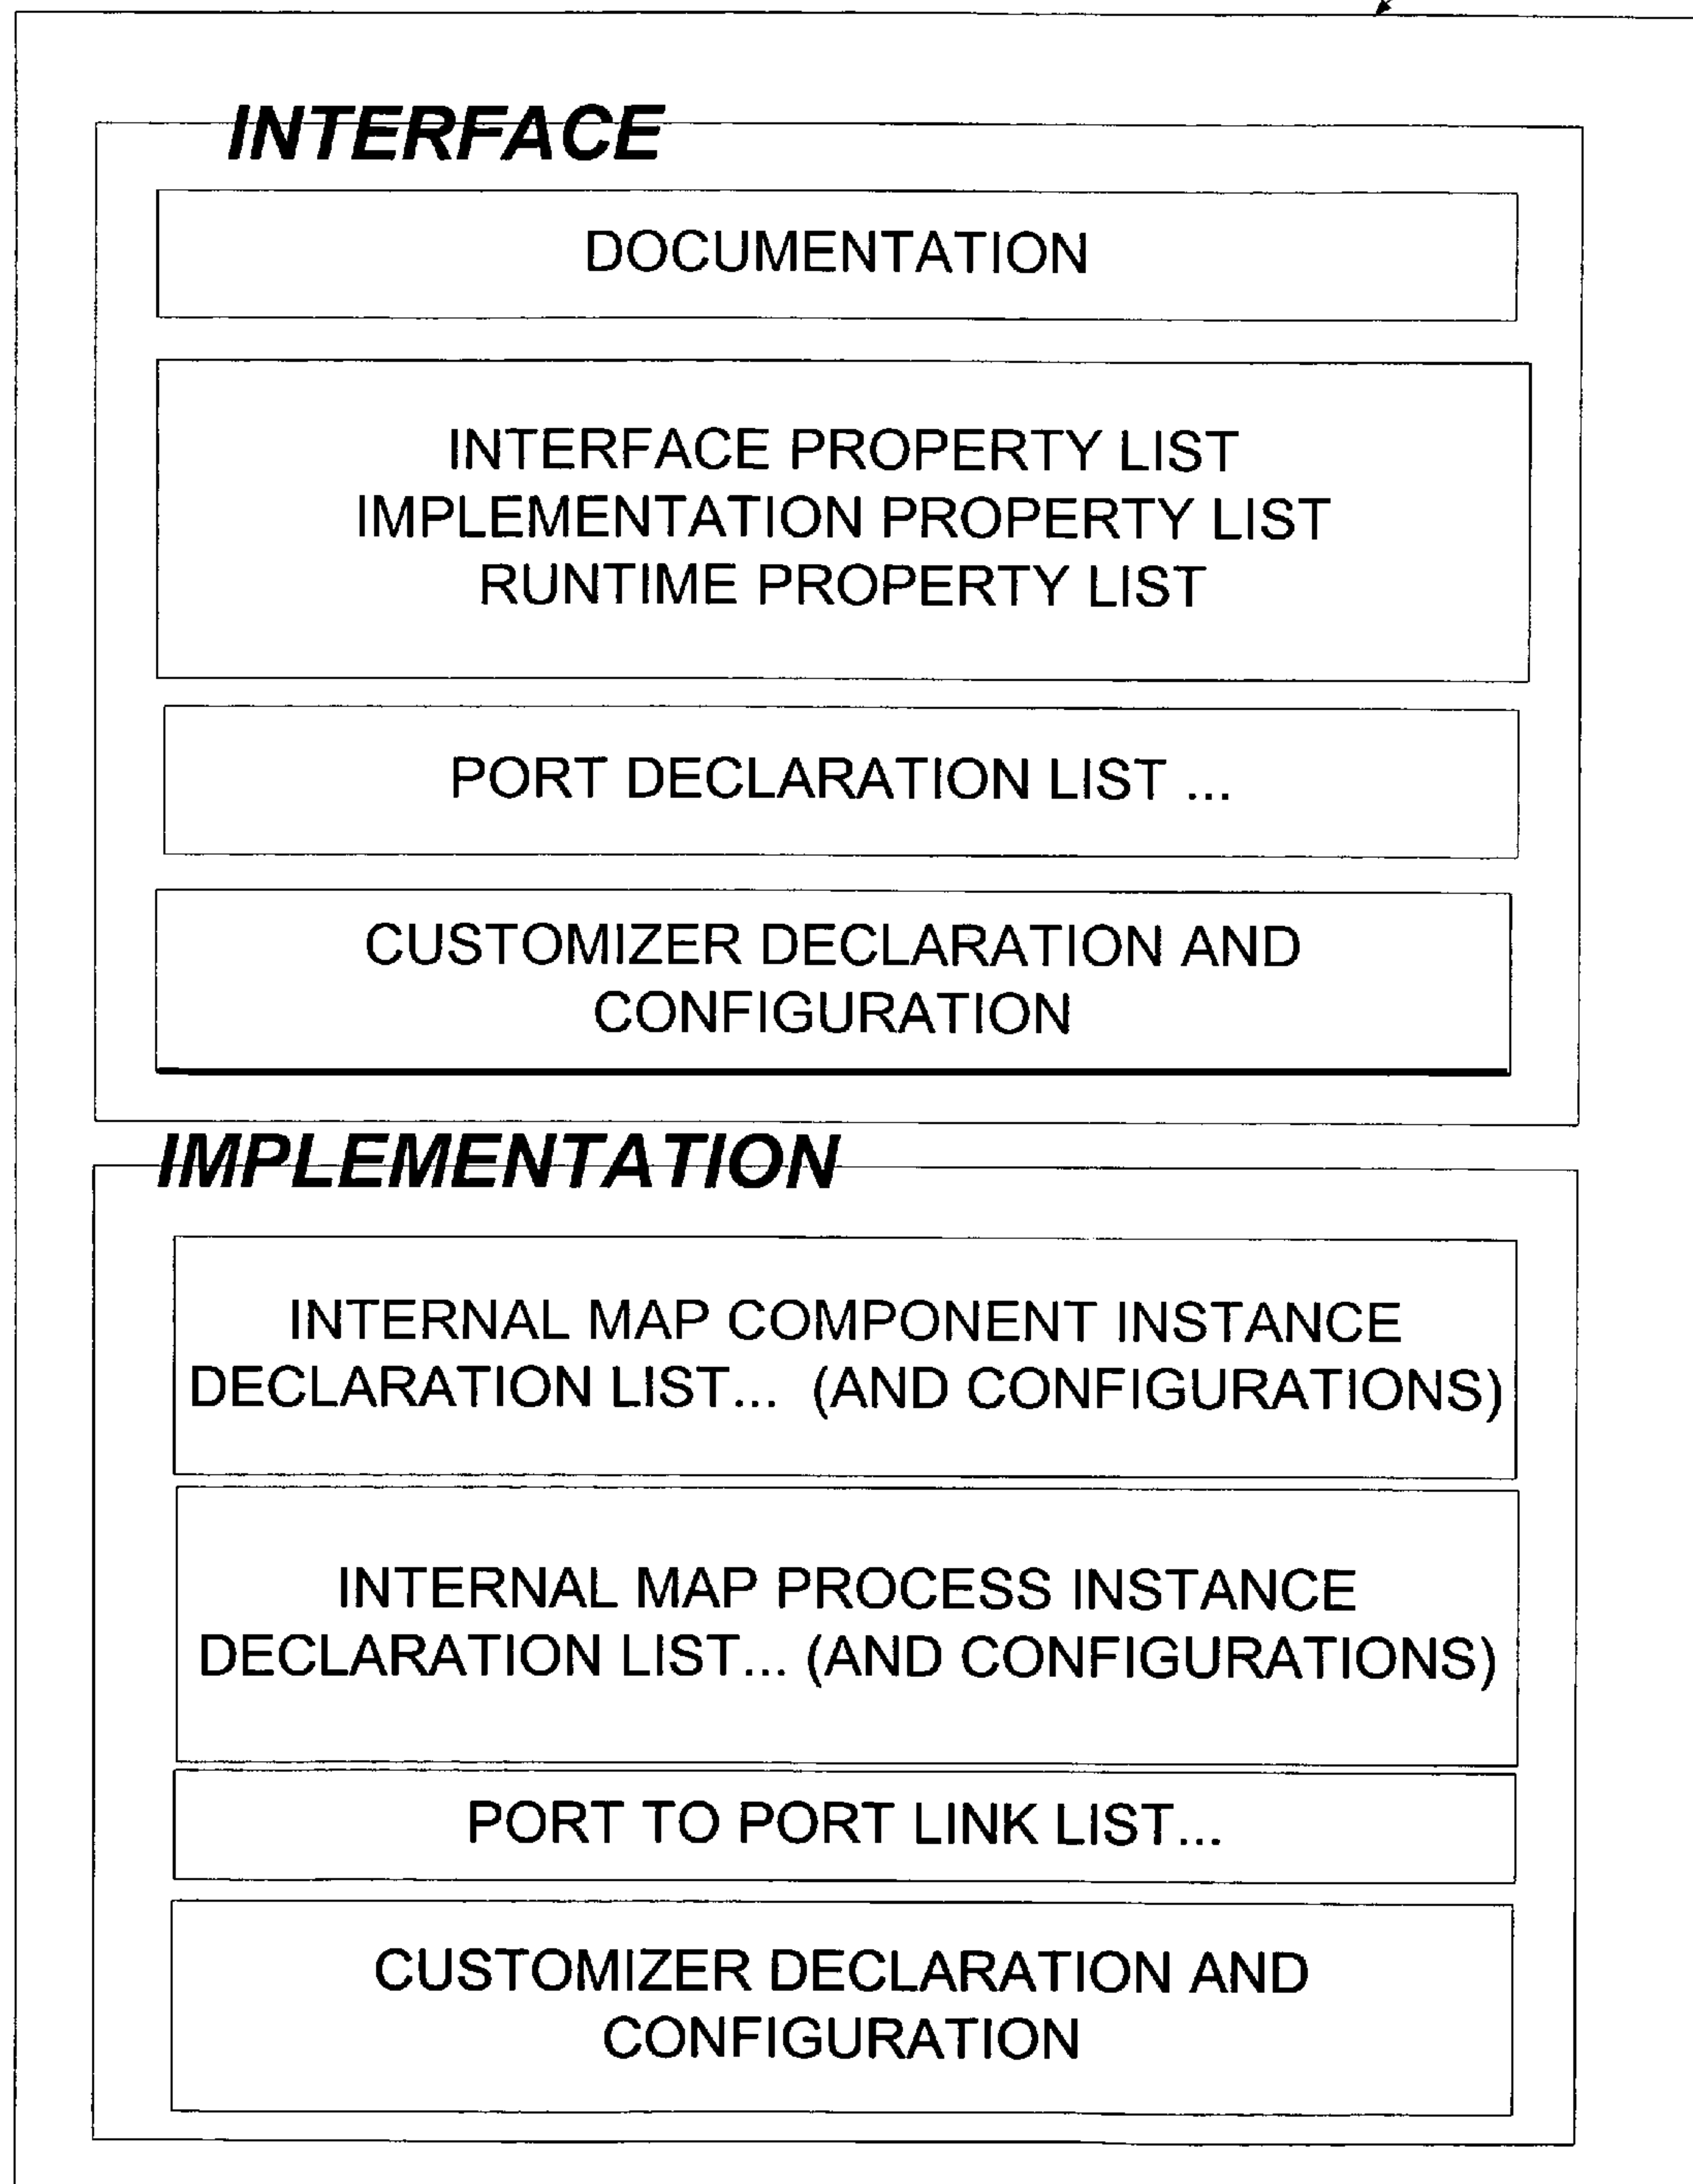 INTERFACE
DOCUMENTATION
INTERFACE PROPERTY LIST
IMPLEMENTATION PROPERTY LIST
RUNTIME PROPERTY LIST
PORT DECLARATION LIST ...
CUSTOMIZER DECLARATION AND
CONFIGURATION
IMPLEMENTATION
INTERNAL MAP COMPONENT INSTANCE
DECLARATION LIST... (AND CONFIGURATIONS)
INTERNAL MAP PROCESS INSTANCE
DECLARATION LIST... (AND CONFIGURATIONS)
PORT TO PORT LINK LIST...
CUSTOMIZER DECLARATION AND
CONFIGURATION